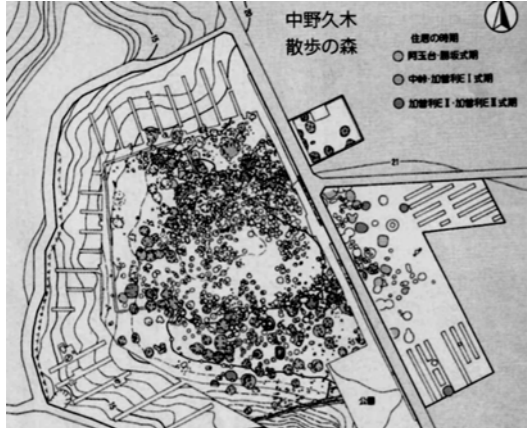 中野久木
散歩の森
住居の時期
阿玉台・勝坂式期
中峠・加曽利EⅠ式期
加曽利EⅠ・加曽利EⅡ式期
21
公園